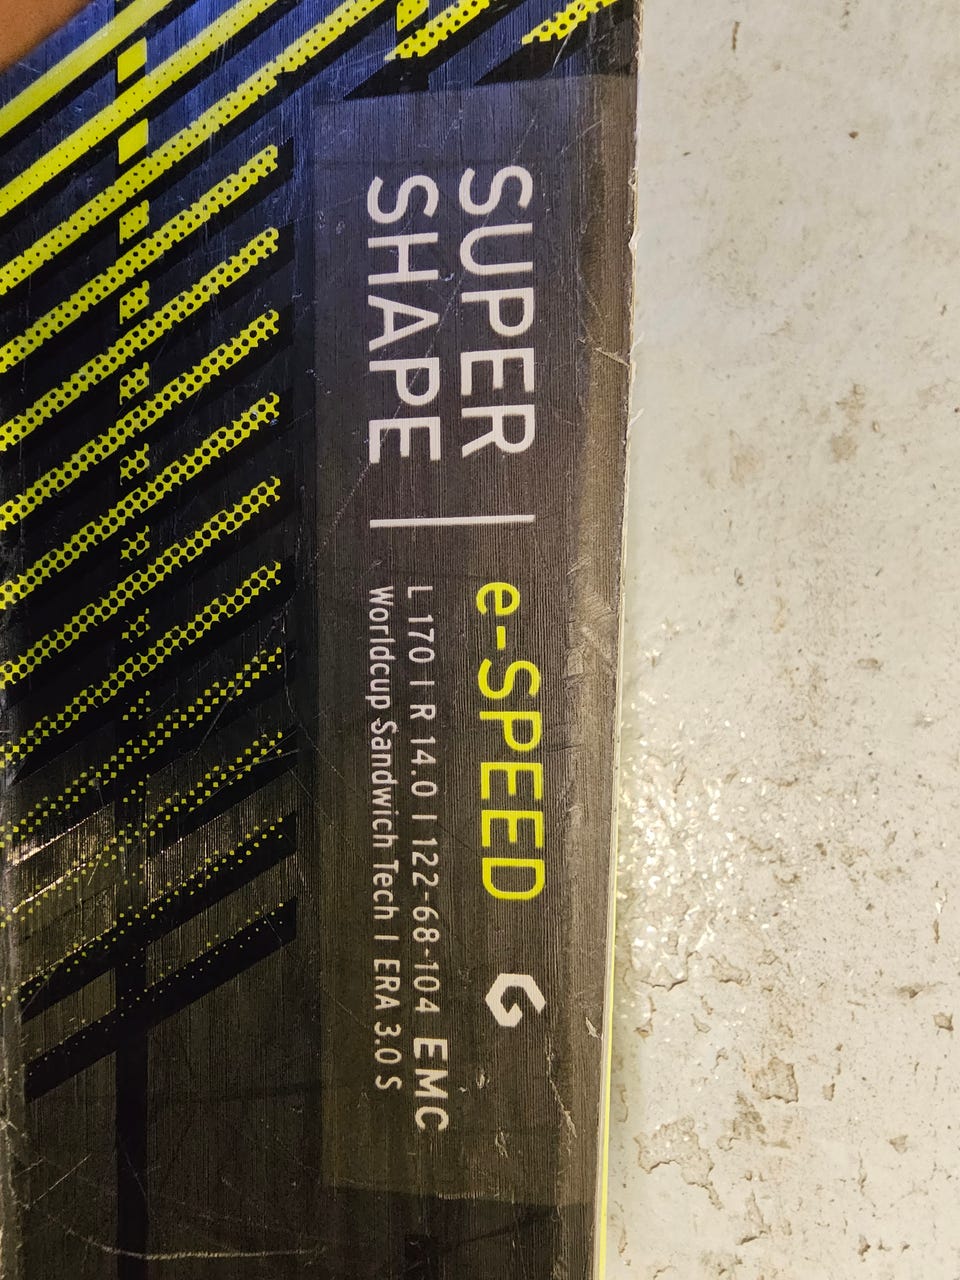 SUPER
SHAPE
e-SPEED G
L 170 I R 14.0 I 122-68-104 EMC
Worldcup Sandwich Tech I ERA 3.0 S